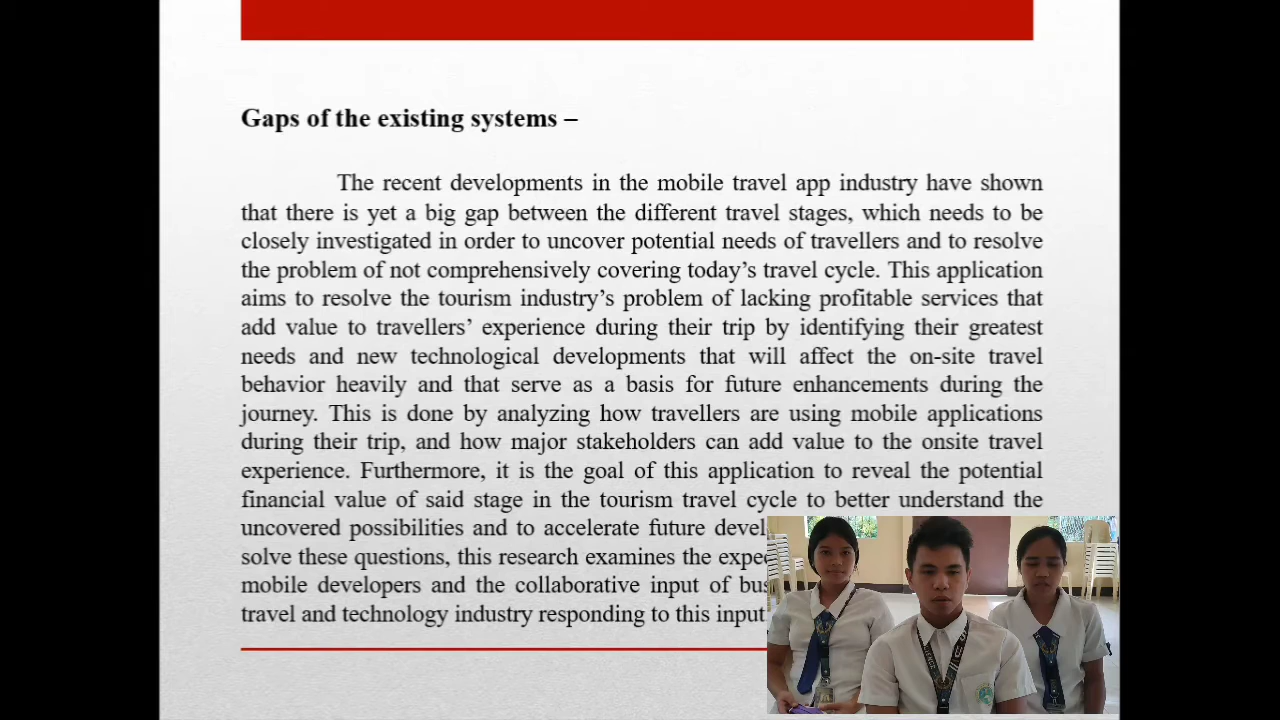 Gaps of the existing systems –
The recent developments in the mobile travel app industry have shown
that there is yet a big gap between the different travel stages, which needs to be
closely investigated in order to uncover potential needs of travellers and to resolve
the problem of not comprehensively covering today's travel cycle. This application
aims to resolve the tourism industry's problem of lacking profitable services that
add value to travellers' experience during their trip by identifying their greatest
needs and new technological developments that will affect the on-site travel
behavior heavily and that serve as a basis for future enhancements during the
journey. This is done by analyzing how travellers are using mobile applications
during their trip, and how major stakeholders can add value to the onsite travel
experience. Furthermore, it is the goal of this application to reveal the potential
financial value of said stage in the tourism travel cycle to better understand the
uncovered possibilities and to accelerate future
solve these questions, this research examines the
mobile developers and the collaborative input of
travel and technology industry responding to this input